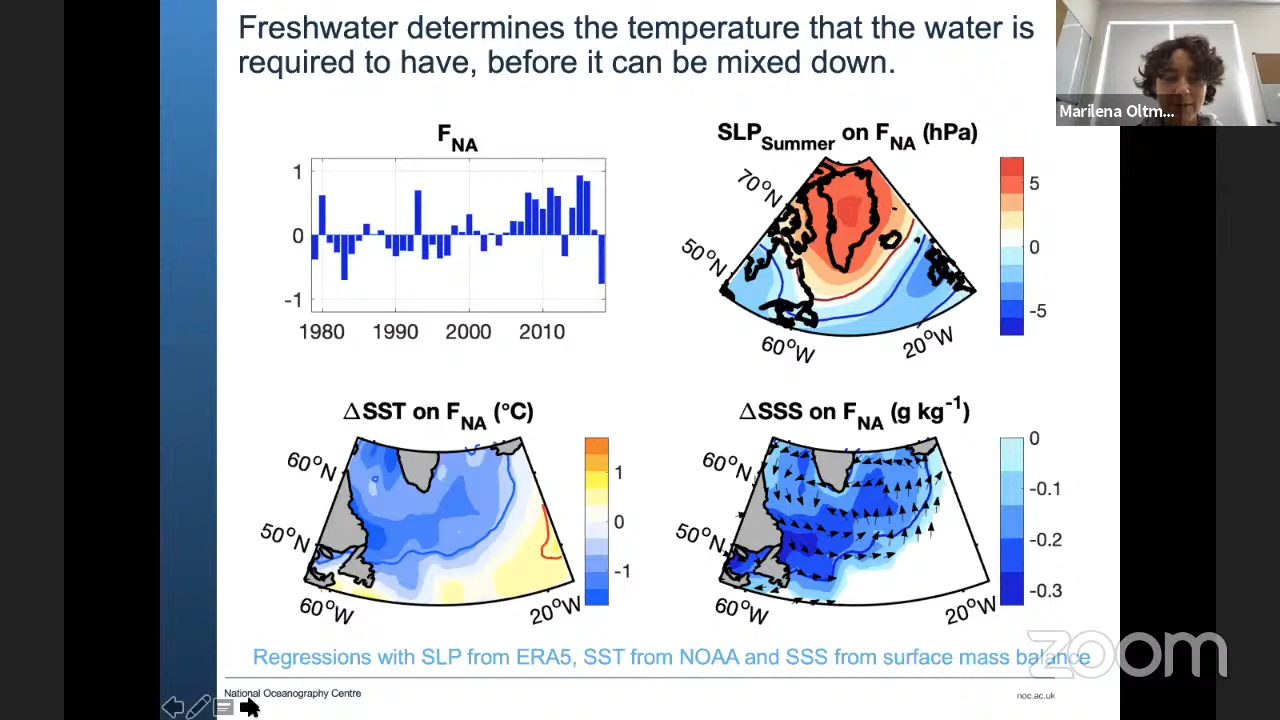 Freshwater determines the temperature that the water is
required to have, before it can be mixed down.
Marilena Oltm...
F_NA
1
0
-1
1980 1990 2000 2010
SLP_Summer on F_NA (hPa)
70°N
50°N
60°W
20°W
5
0
-5
ΔSST on F_NA (°C)
60°N
50°N
60°W
20°W
1
0
-1
ΔSSS on F_NA (g kg⁻¹)
60°N
50°N
60°W
20°W
0
-0.1
-0.2
-0.3
Regressions with SLP from ERA5, SST from NOAA and SSS from surface mass balance
zoom
National Oceanography Centre
noc.ac.uk